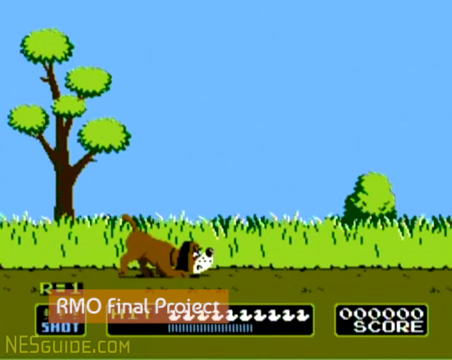 R=1
RMO Final Project
HIT
SHOT
000000
SCORE
NESGUIDE.COM